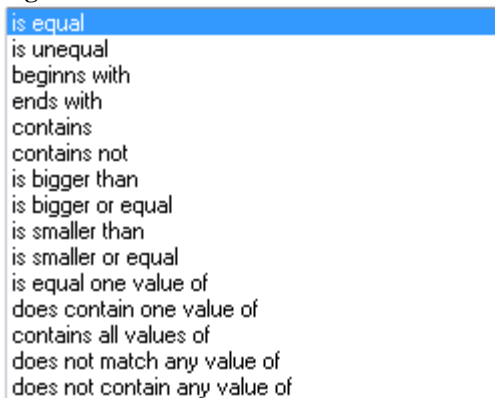 is equal
is unequal
beginns with
ends with
contains
contains not
is bigger than
is bigger or equal
is smaller than
is smaller or equal
is equal one value of
does contain one value of
contains all values of
does not match any value of
does not contain any value of